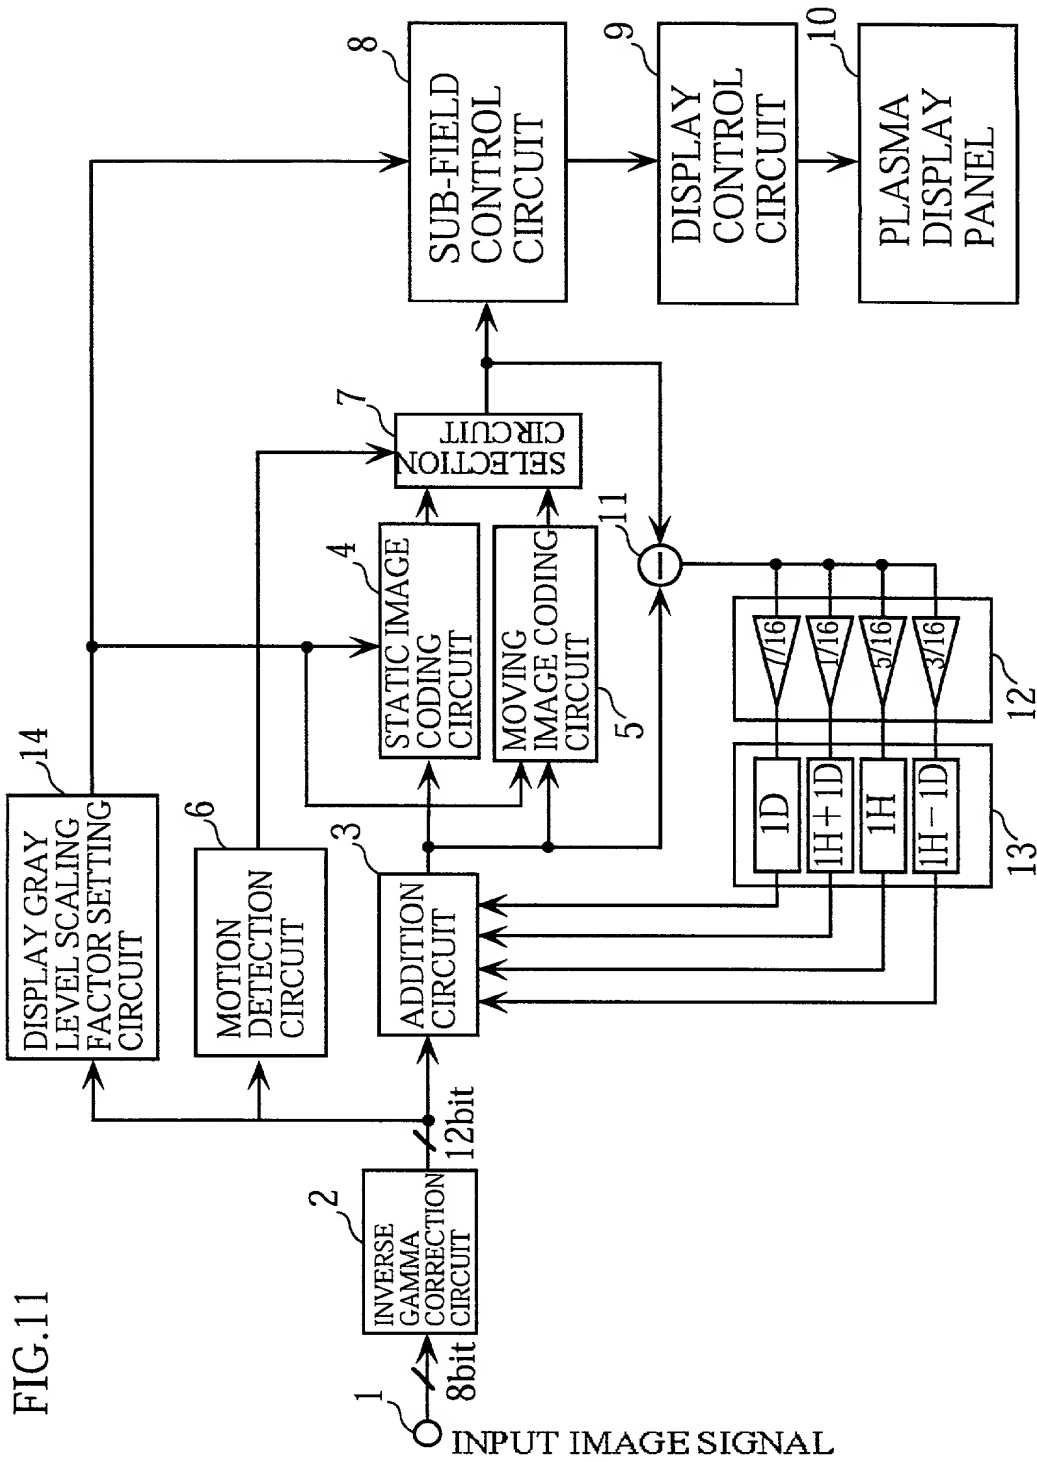 FIG.11
1
INPUT IMAGE SIGNAL
8bit
2
INVERSE
GAMMA
CORRECTION
CIRCUIT
12bit
14
DISPLAY GRAY
LEVEL SCALING
FACTOR SETTING
CIRCUIT
6
MOTION
DETECTION
CIRCUIT
3
ADDITION
CIRCUIT
4
STATIC IMAGE
CODING
CIRCUIT
MOVING
IMAGE CODING
CIRCUIT
5
7
SELECTION
CIRCUIT
8
SUB-FIELD
CONTROL
CIRCUIT
9
DISPLAY
CONTROL
CIRCUIT
10
PLASMA
DISPLAY
PANEL
11
−
7/16
1/16
5/16
3/16
12
1D
1H+1D
1H
1H−1D
13